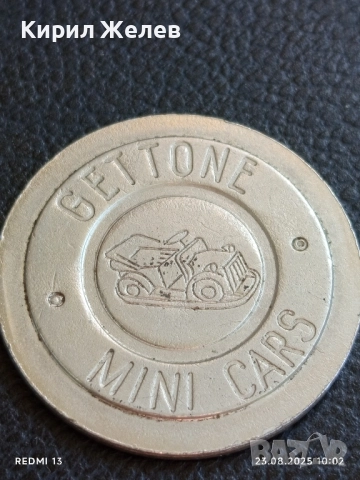 Кирил Желев
GETTONE
MINI CARS
REDMI 13
23.08.2025 10:02